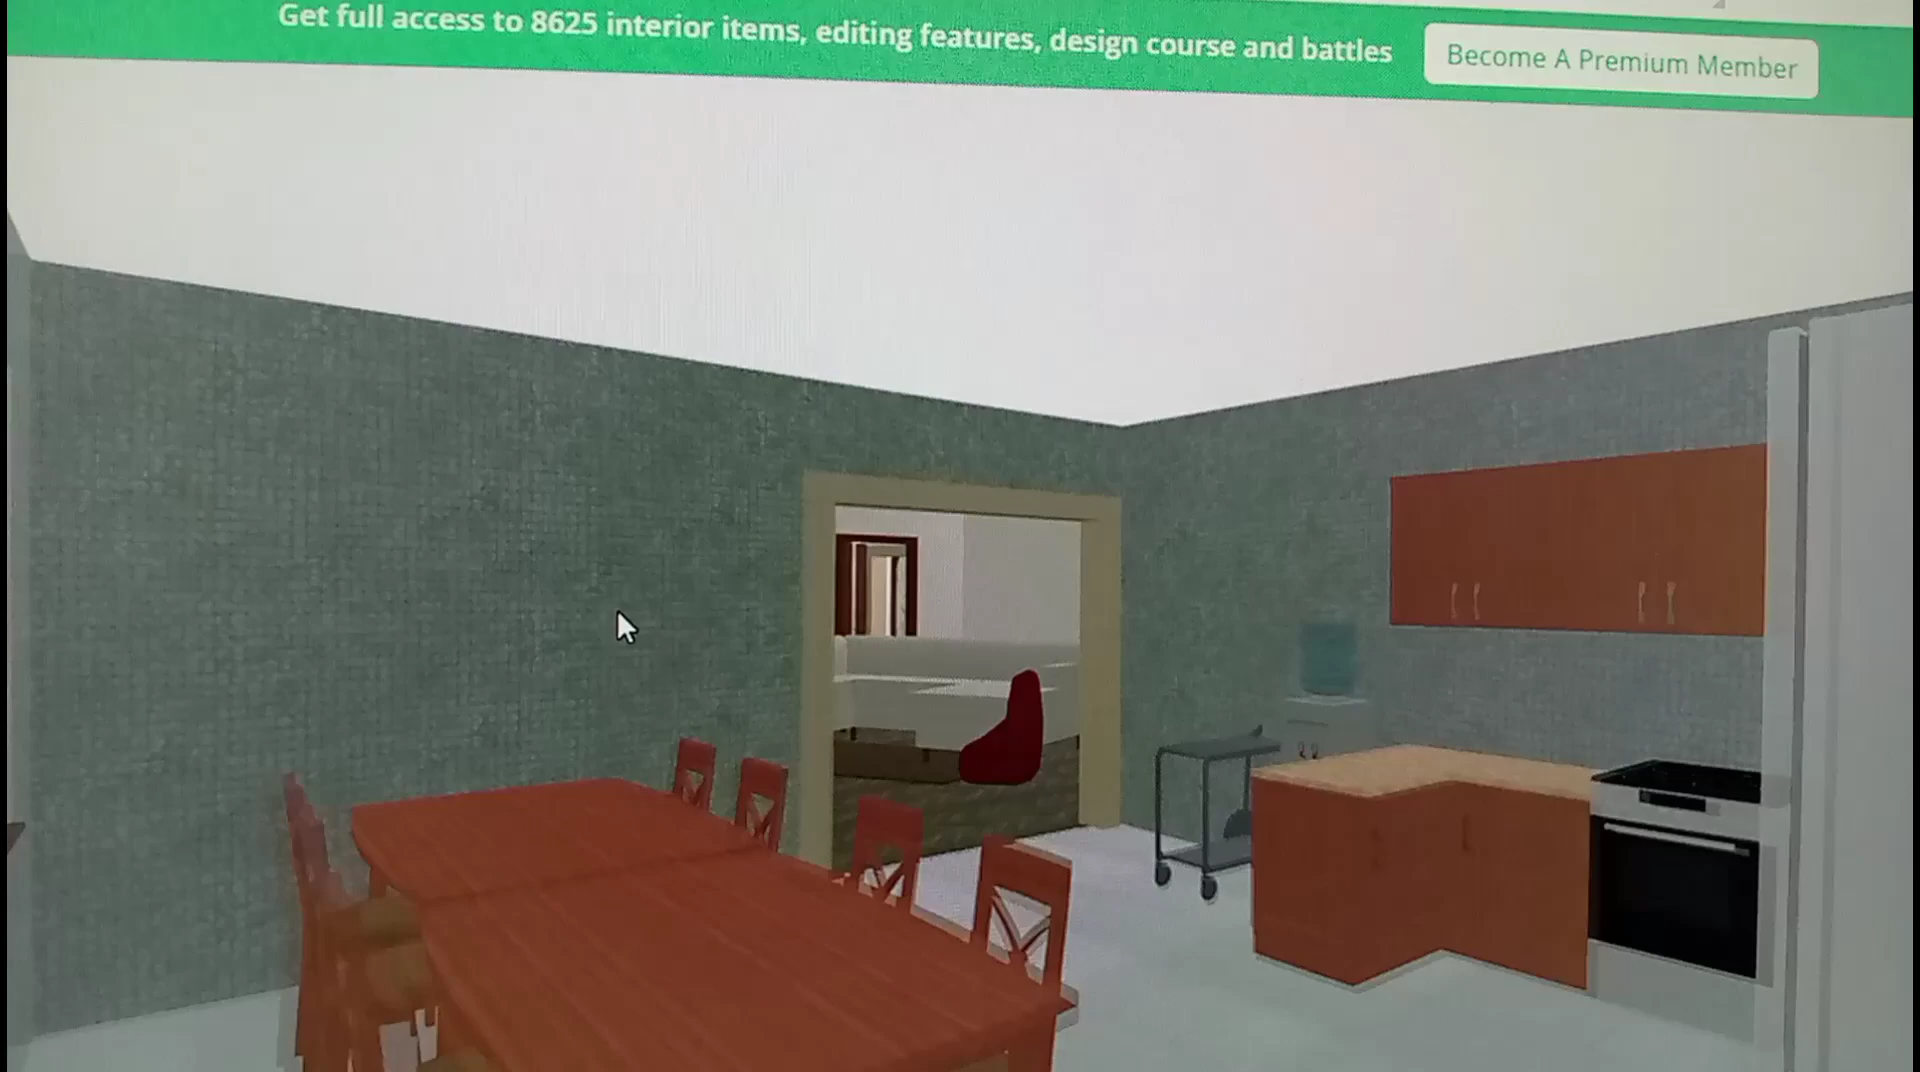 Get full access to 8625 interior items, editing features, design course and battles
Become A Premium Member